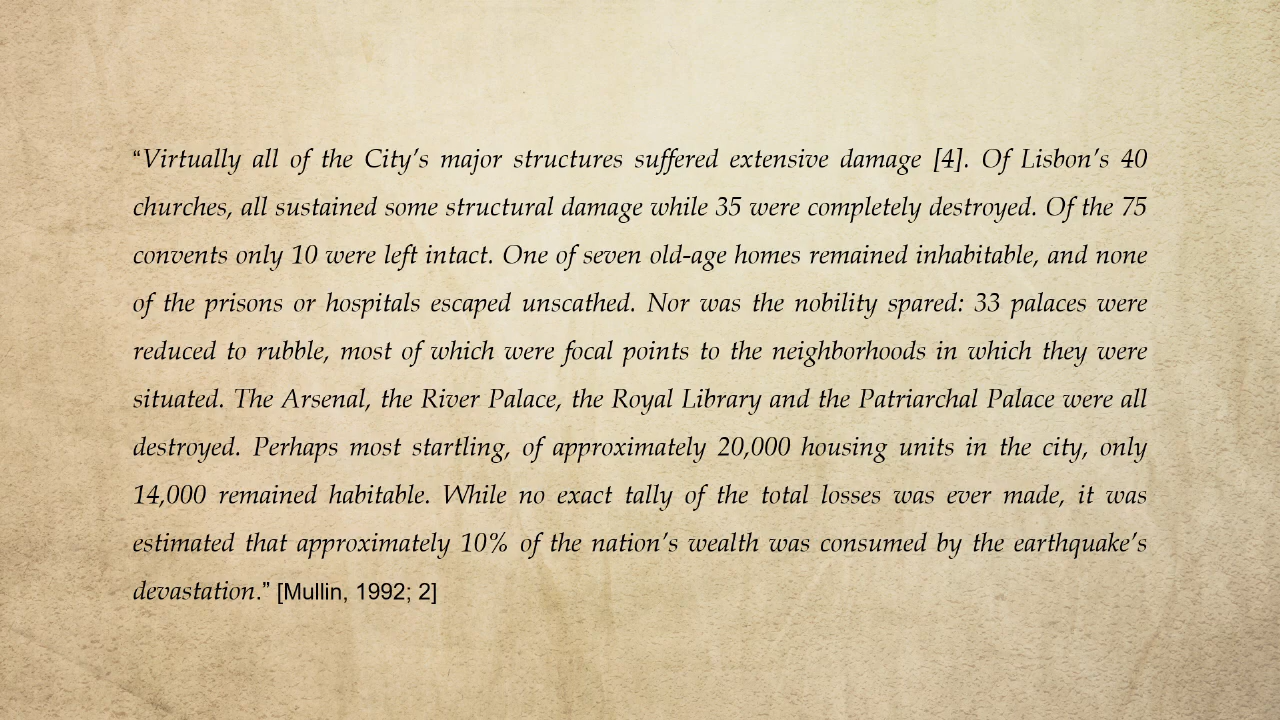 “Virtually all of the City’s major structures suffered extensive damage [4]. Of Lisbon’s 40
churches, all sustained some structural damage while 35 were completely destroyed. Of the 75
convents only 10 were left intact. One of seven old-age homes remained inhabitable, and none
of the prisons or hospitals escaped unscathed. Nor was the nobility spared: 33 palaces were
reduced to rubble, most of which were focal points to the neighborhoods in which they were
situated. The Arsenal, the River Palace, the Royal Library and the Patriarchal Palace were all
destroyed. Perhaps most startling, of approximately 20,000 housing units in the city, only
14,000 remained habitable. While no exact tally of the total losses was ever made, it was
estimated that approximately 10% of the nation’s wealth was consumed by the earthquake’s
devastation.” [Mullin, 1992; 2]